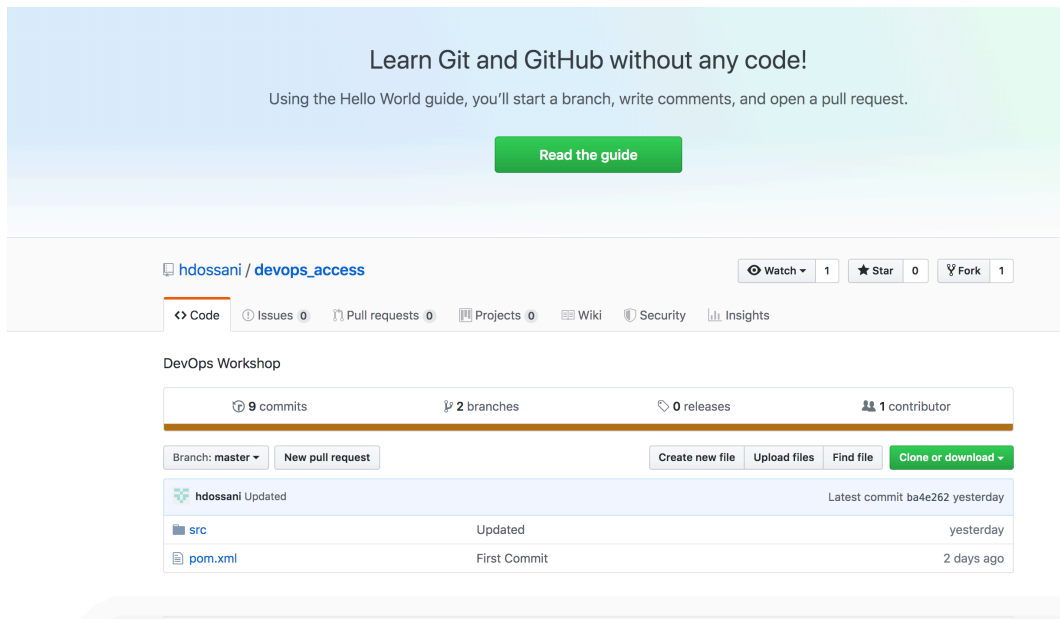 Learn Git and GitHub without any code!
Using the Hello World guide, you’ll start a branch, write comments, and open a pull request.
Read the guide
hdossani / devops_access
Watch 1 Star 0 Fork 1
Code Issues 0 Pull requests 0 Projects 0 Wiki Security Insights
DevOps Workshop
9 commits 2 branches 0 releases 1 contributor
Branch: master New pull request Create new file Upload files Find file Clone or download
hdossani Updated Latest commit ba4e262 yesterday
src Updated yesterday
pom.xml First Commit 2 days ago